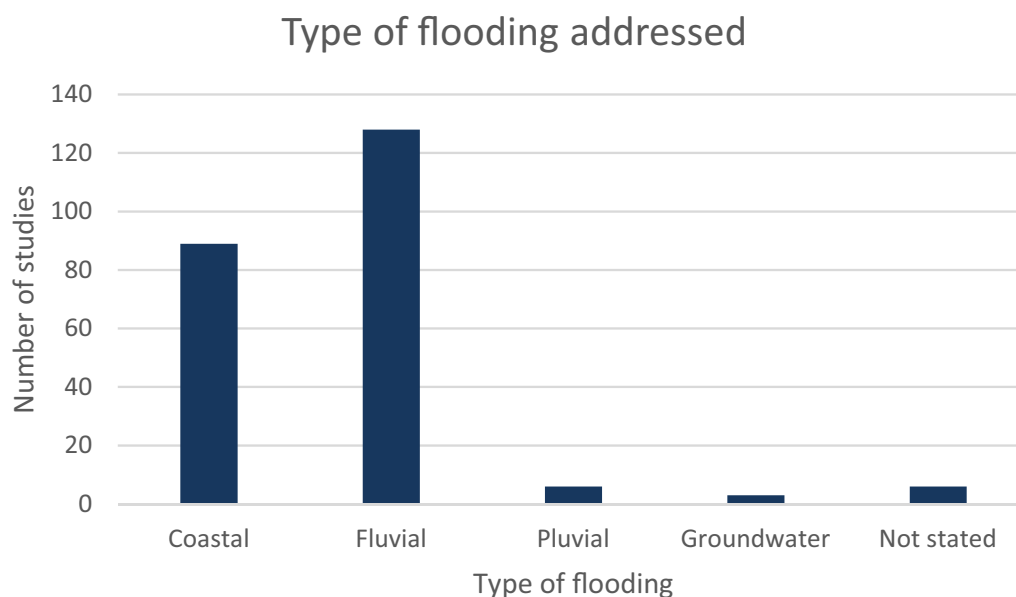 Type of flooding addressed
Number of studies
140
120
100
80
60
40
20
0
Coastal
Fluvial
Pluvial
Groundwater
Not stated
Type of flooding